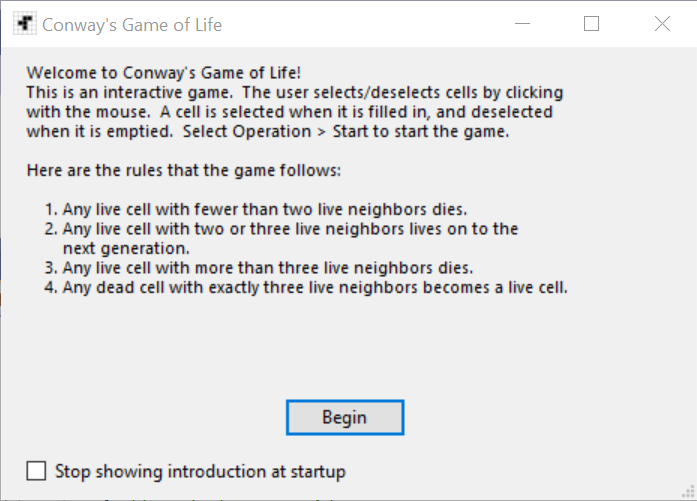 Conway's Game of Life
Welcome to Conway's Game of Life!
This is an interactive game.  The user selects/deselects cells by clicking
with the mouse.  A cell is selected when it is filled in, and deselected
when it is emptied.  Select Operation > Start to start the game.
Here are the rules that the game follows:
1. Any live cell with fewer than two live neighbors dies.
2. Any live cell with two or three live neighbors lives on to the
next generation.
3. Any live cell with more than three live neighbors dies.
4. Any dead cell with exactly three live neighbors becomes a live cell.
Begin
Stop showing introduction at startup